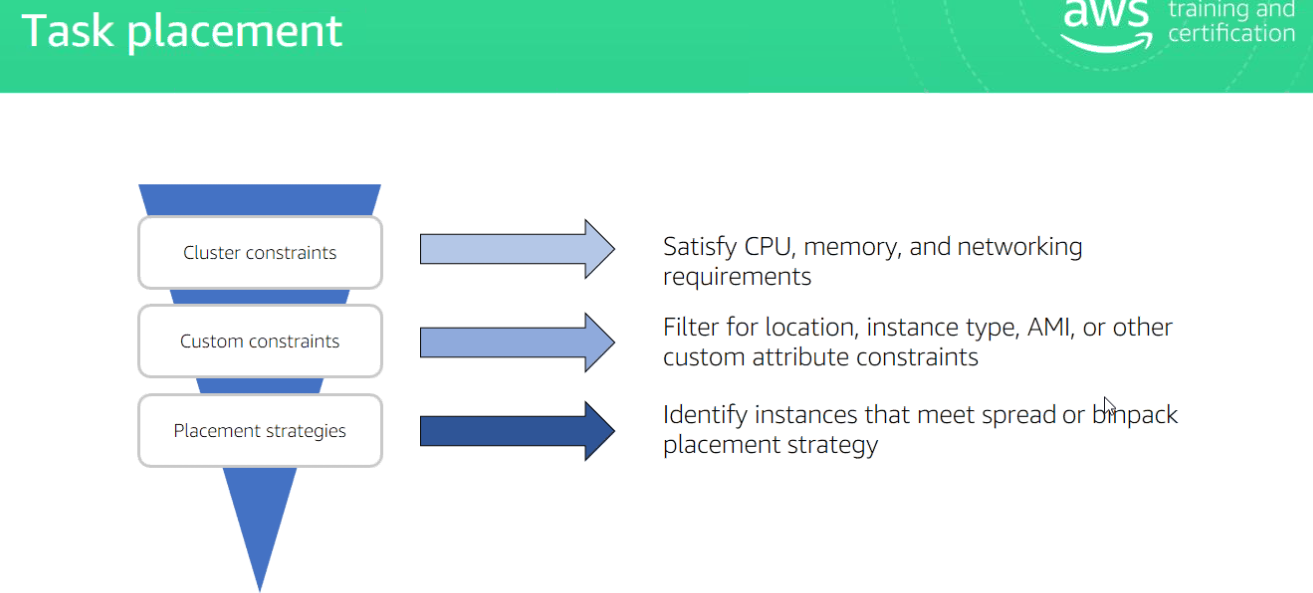 Task placement
aws
training and
certification
Cluster constraints
Satisfy CPU, memory, and networking
requirements
Custom constraints
Filter for location, instance type, AMI, or other
custom attribute constraints
Placement strategies
Identify instances that meet spread or binpack
placement strategy